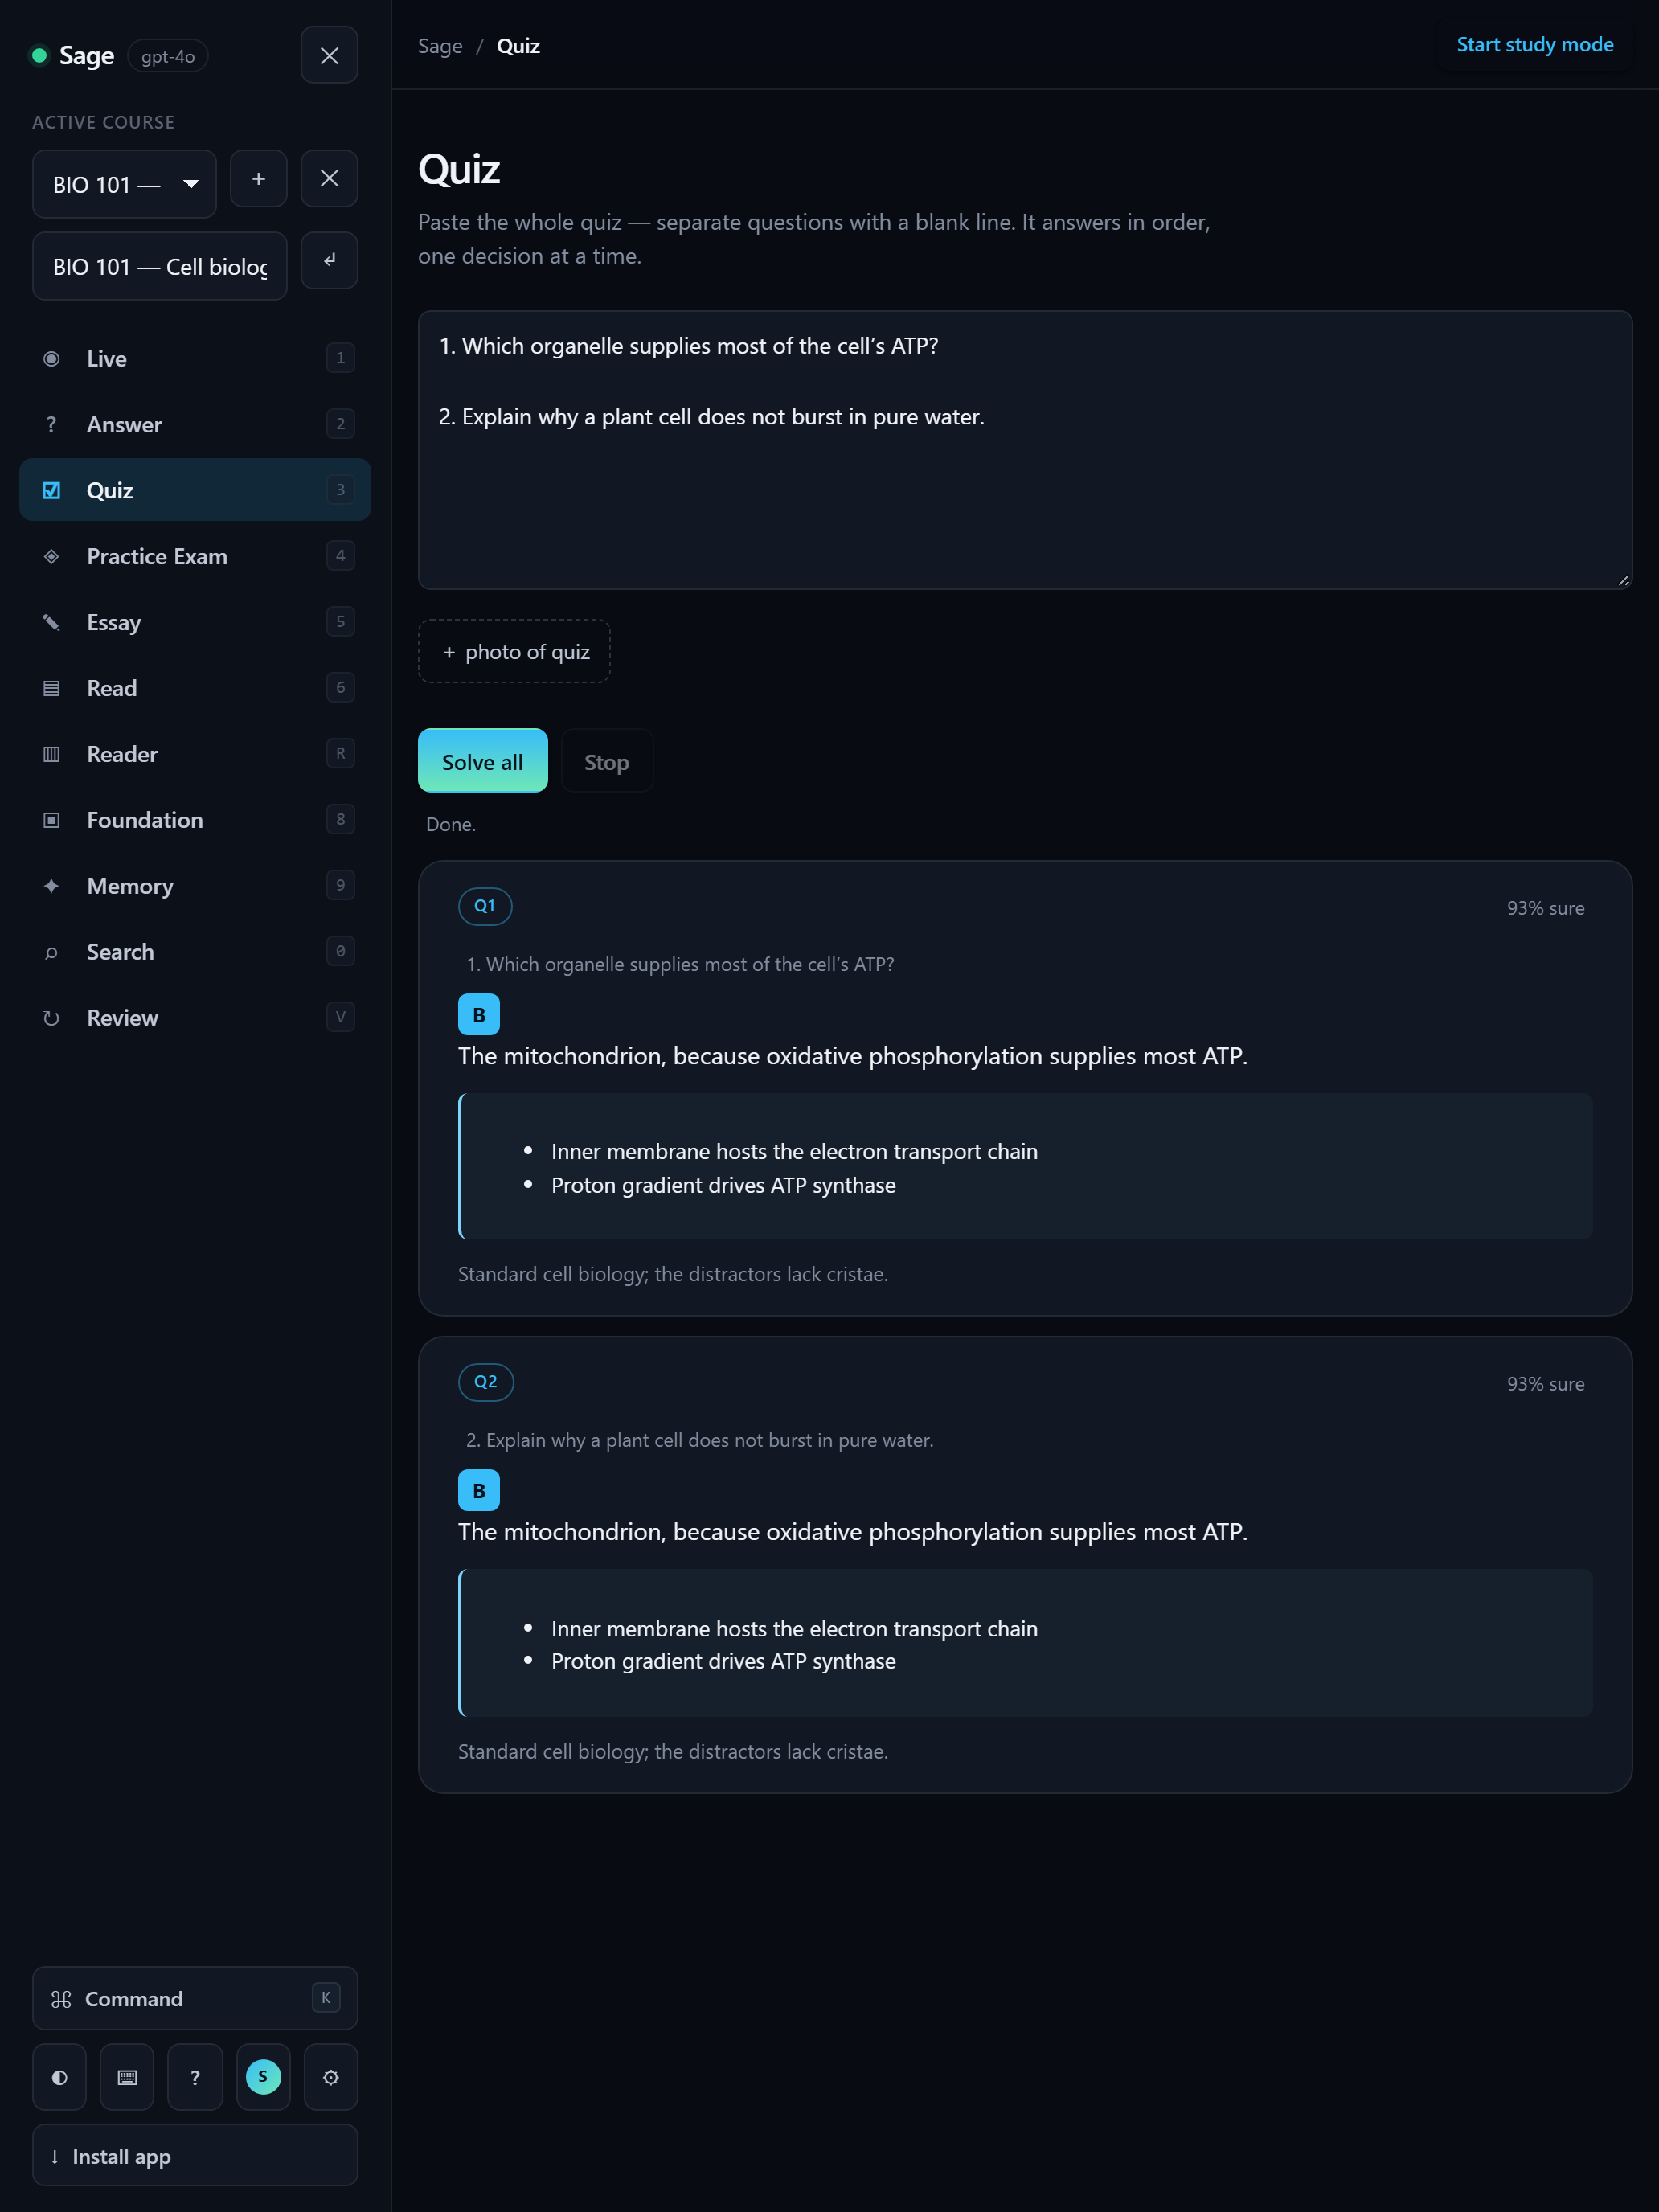 Sage gpt-4o
ACTIVE COURSE
BIO 101 —
+
BIO 101 — Cell biolog
Live 1
? Answer 2
Quiz 3
Practice Exam 4
Essay 5
Read 6
Reader R
Foundation 8
Memory 9
Search 0
Review V
⌘ Command K
?
S
↓ Install app
Sage / Quiz
Start study mode
Quiz
Paste the whole quiz — separate questions with a blank line. It answers in order,
one decision at a time.
1. Which organelle supplies most of the cell’s ATP?
2. Explain why a plant cell does not burst in pure water.
+ photo of quiz
Solve all Stop
Done.
Q1 93% sure
1. Which organelle supplies most of the cell’s ATP?
B
The mitochondrion, because oxidative phosphorylation supplies most ATP.
• Inner membrane hosts the electron transport chain
• Proton gradient drives ATP synthase
Standard cell biology; the distractors lack cristae.
Q2 93% sure
2. Explain why a plant cell does not burst in pure water.
B
The mitochondrion, because oxidative phosphorylation supplies most ATP.
• Inner membrane hosts the electron transport chain
• Proton gradient drives ATP synthase
Standard cell biology; the distractors lack cristae.